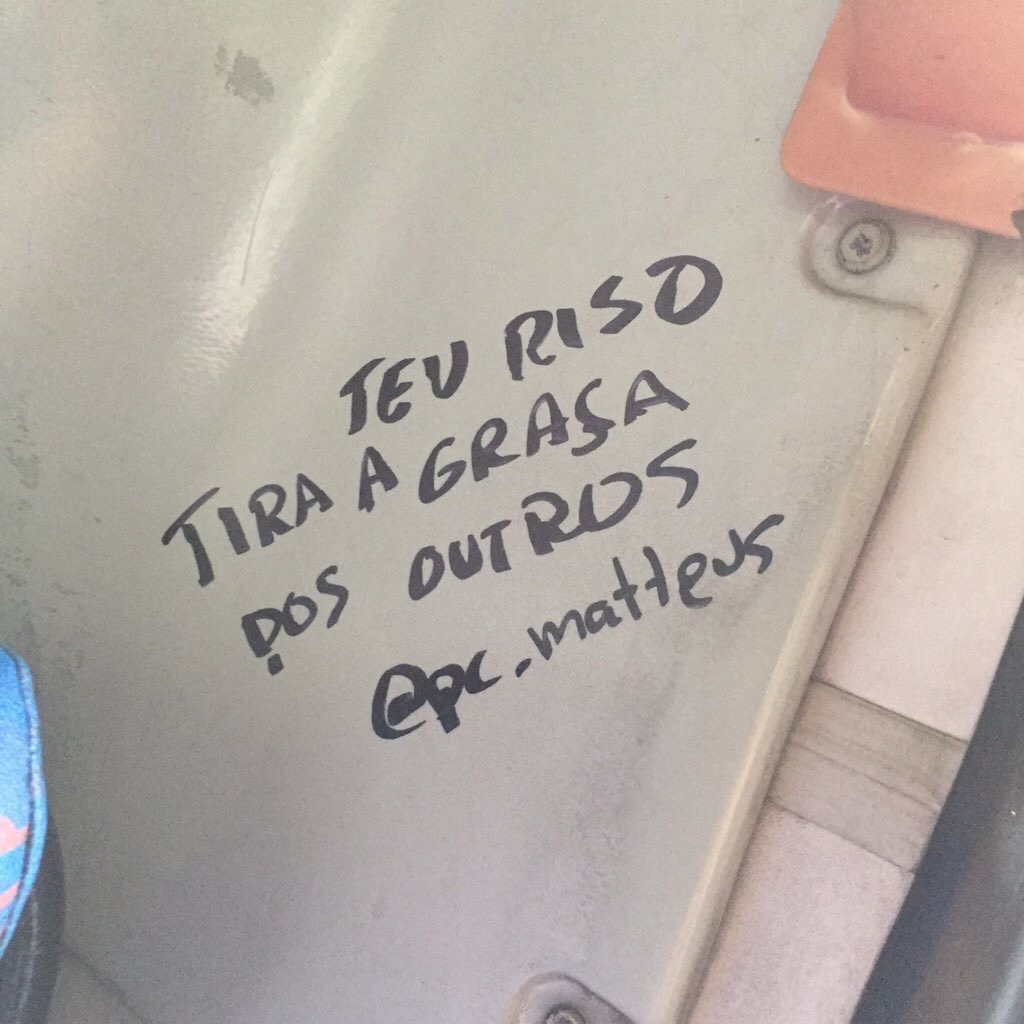 TEU RISO
TIRA A GRAÇA
DOS OUTROS
@pc.matteus